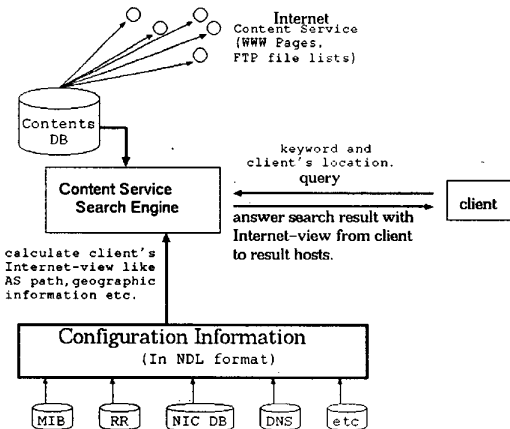 Internet
Content Service
(WWW Pages,
FTP file lists)
Contents
DB
keyword and
client's location.
query
Content Service
Search Engine
client
answer search result with
Internet-view from client
to result hosts.
calculate client's
Internet-view like
AS path,geographic
information etc.
Configuration Information
(In NDL format)
MIB
RR
NIC DB
DNS
etc